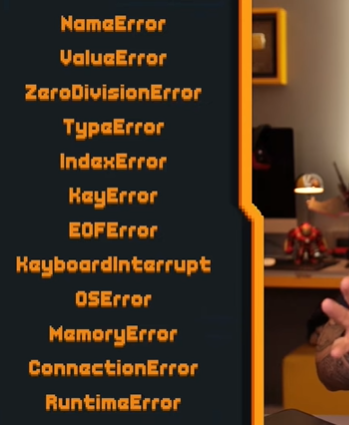 NameError
ValueError
ZeroDivisionError
TypeError
IndexError
KeyError
EOFError
KeyboardInterrupt
OSError
MemoryError
ConnectionError
RuntimeError